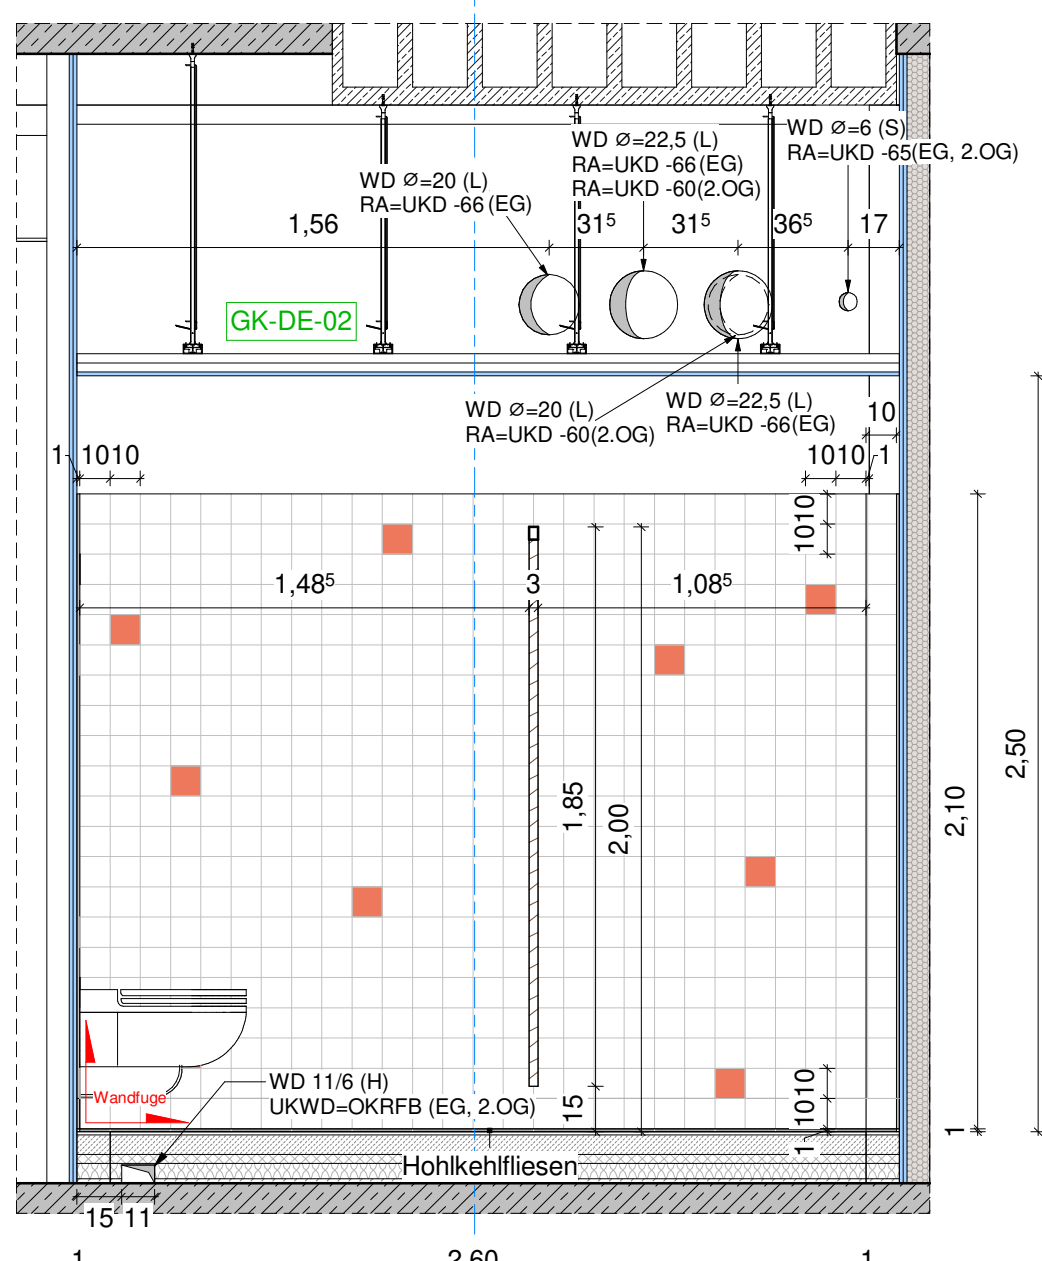 WD Ø=6 (S)
RA=UKD -65(EG, 2.OG)
WD Ø=22,5 (L)
RA=UKD -66(EG)
RA=UKD -60(2.OG)
WD Ø=20 (L)
RA=UKD -66(EG)
1,56 31⁵ 31⁵ 36⁵ 17
GK-DE-02
WD Ø=20 (L)
RA=UKD -60(2.OG)
WD Ø=22,5 (L)
RA=UKD -66(EG)
10
1 1010
1010 1
1010
1,48⁵ 3 1,08⁵
1,85
2,00
2,10
2,50
Wandfuge
WD 11/6 (H)
UKWD=OKRFB (EG, 2.OG)
15
1010
1
1
Hohlkehlfliesen
15 11
1 2,60 1